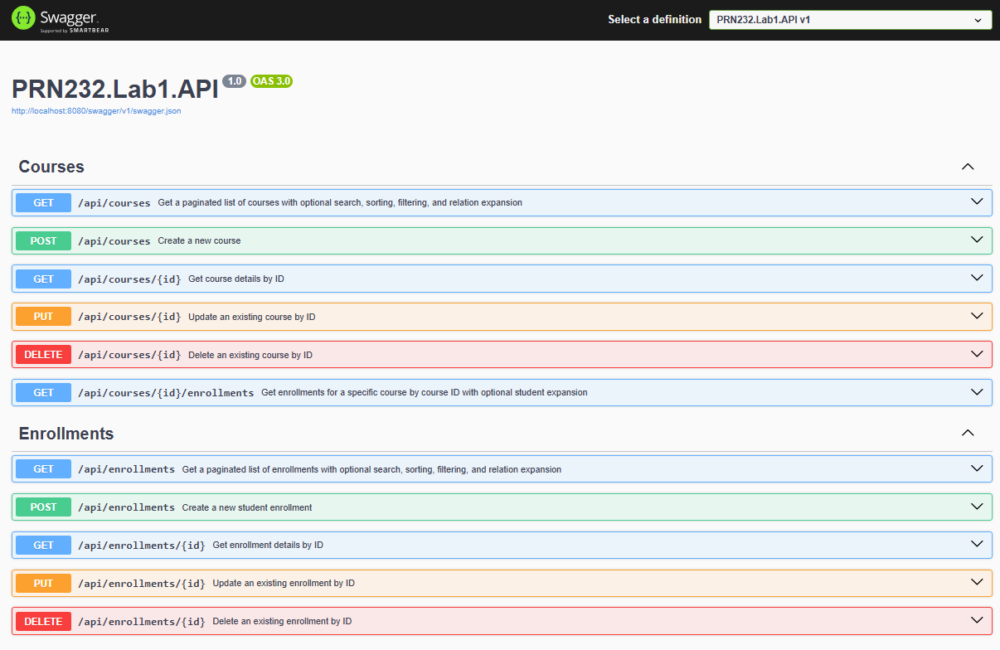 Swagger. Select a definition PRN232.Lab1.API v1
Supported by SMARTBEAR
PRN232.Lab1.API 1.0 OAS 3.0
http://localhost:8080/swagger/v1/swagger.json
Courses
GET /api/courses Get a paginated list of courses with optional search, sorting, filtering, and relation expansion
POST /api/courses Create a new course
GET /api/courses/{id} Get course details by ID
PUT /api/courses/{id} Update an existing course by ID
DELETE /api/courses/{id} Delete an existing course by ID
GET /api/courses/{id}/enrollments Get enrollments for a specific course by course ID with optional student expansion
Enrollments
GET /api/enrollments Get a paginated list of enrollments with optional search, sorting, filtering, and relation expansion
POST /api/enrollments Create a new student enrollment
GET /api/enrollments/{id} Get enrollment details by ID
PUT /api/enrollments/{id} Update an existing enrollment by ID
DELETE /api/enrollments/{id} Delete an existing enrollment by ID